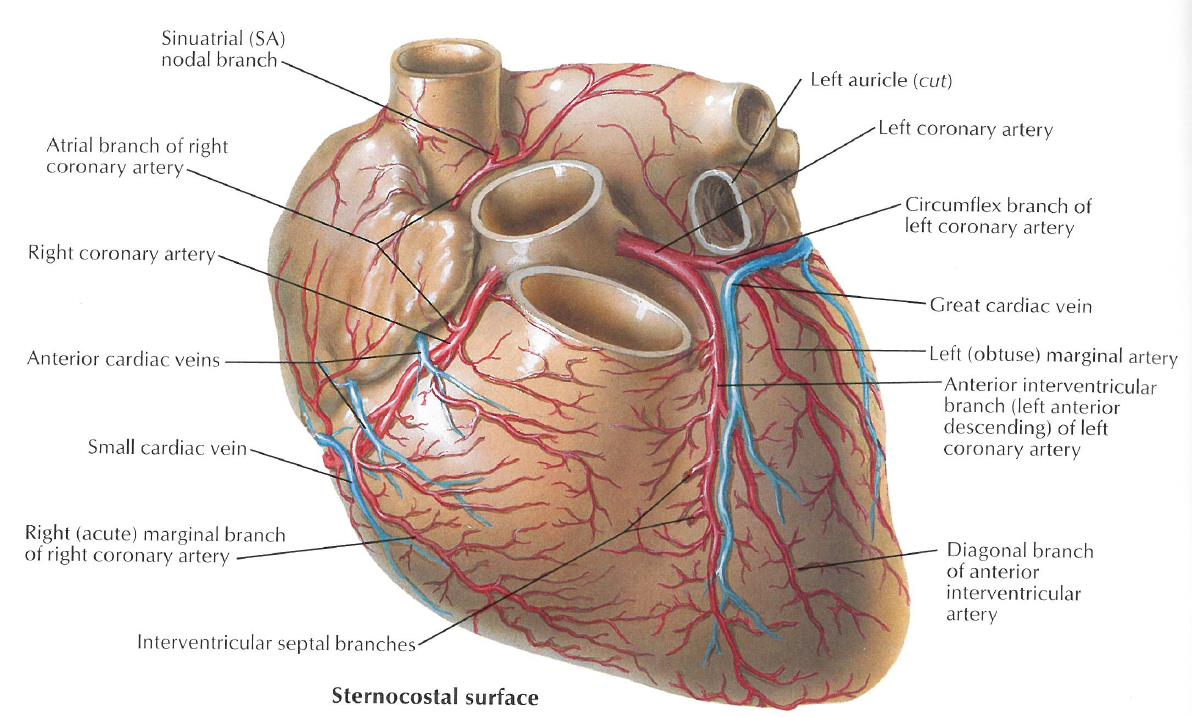 Sinuatrial (SA)
nodal branch
Atrial branch of right
coronary artery
Right coronary artery
Anterior cardiac veins
Small cardiac vein
Right (acute) marginal branch
of right coronary artery
Interventricular septal branches
Sternocostal surface
Left auricle (cut)
Left coronary artery
Circumflex branch of
left coronary artery
Great cardiac vein
Left (obtuse) marginal artery
Anterior interventricular
branch (left anterior
descending) of left
coronary artery
Diagonal branch
of anterior
interventricular
artery